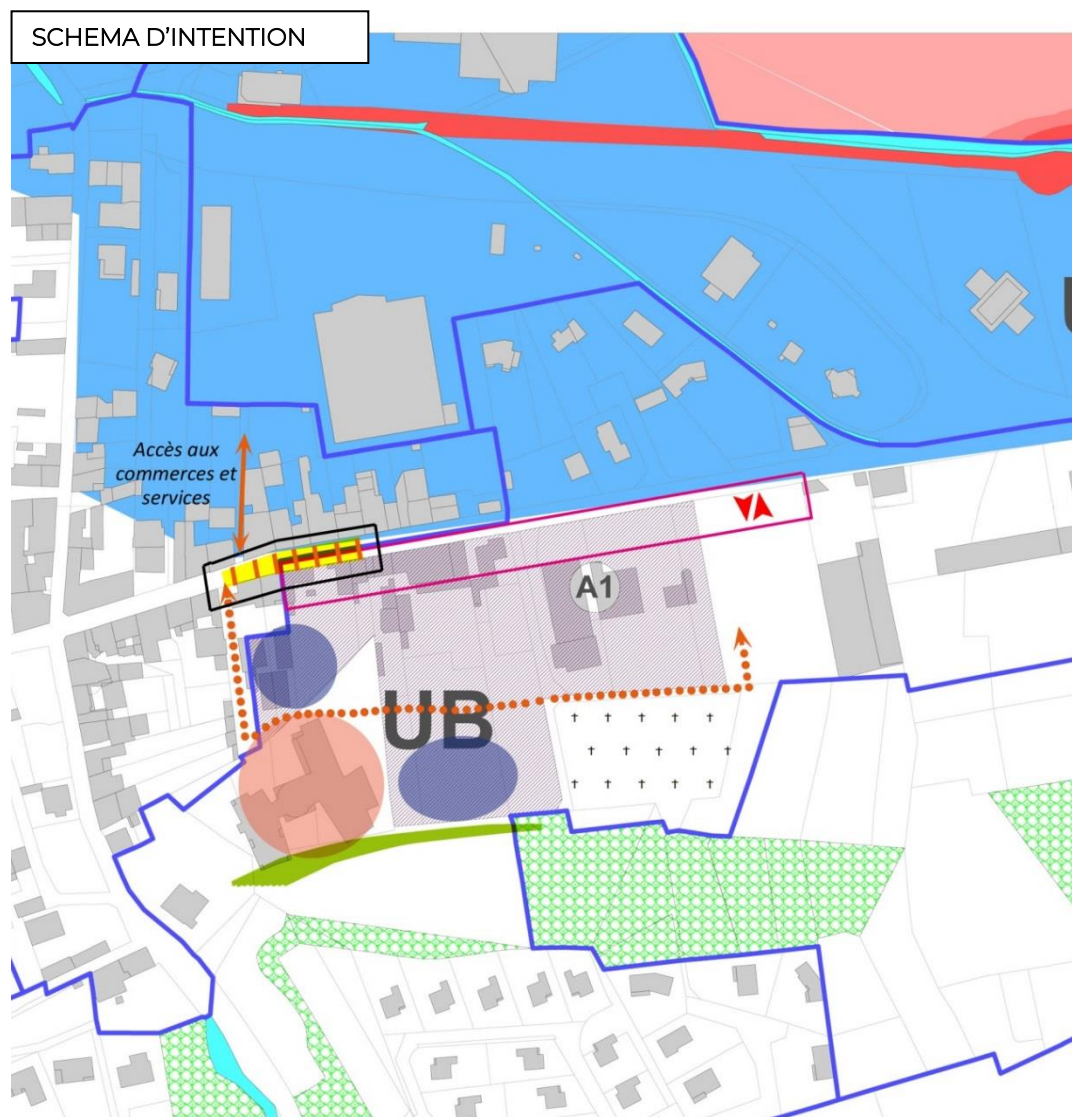 SCHEMA D'INTENTION
Accès aux
commerces et
services
A1
UB